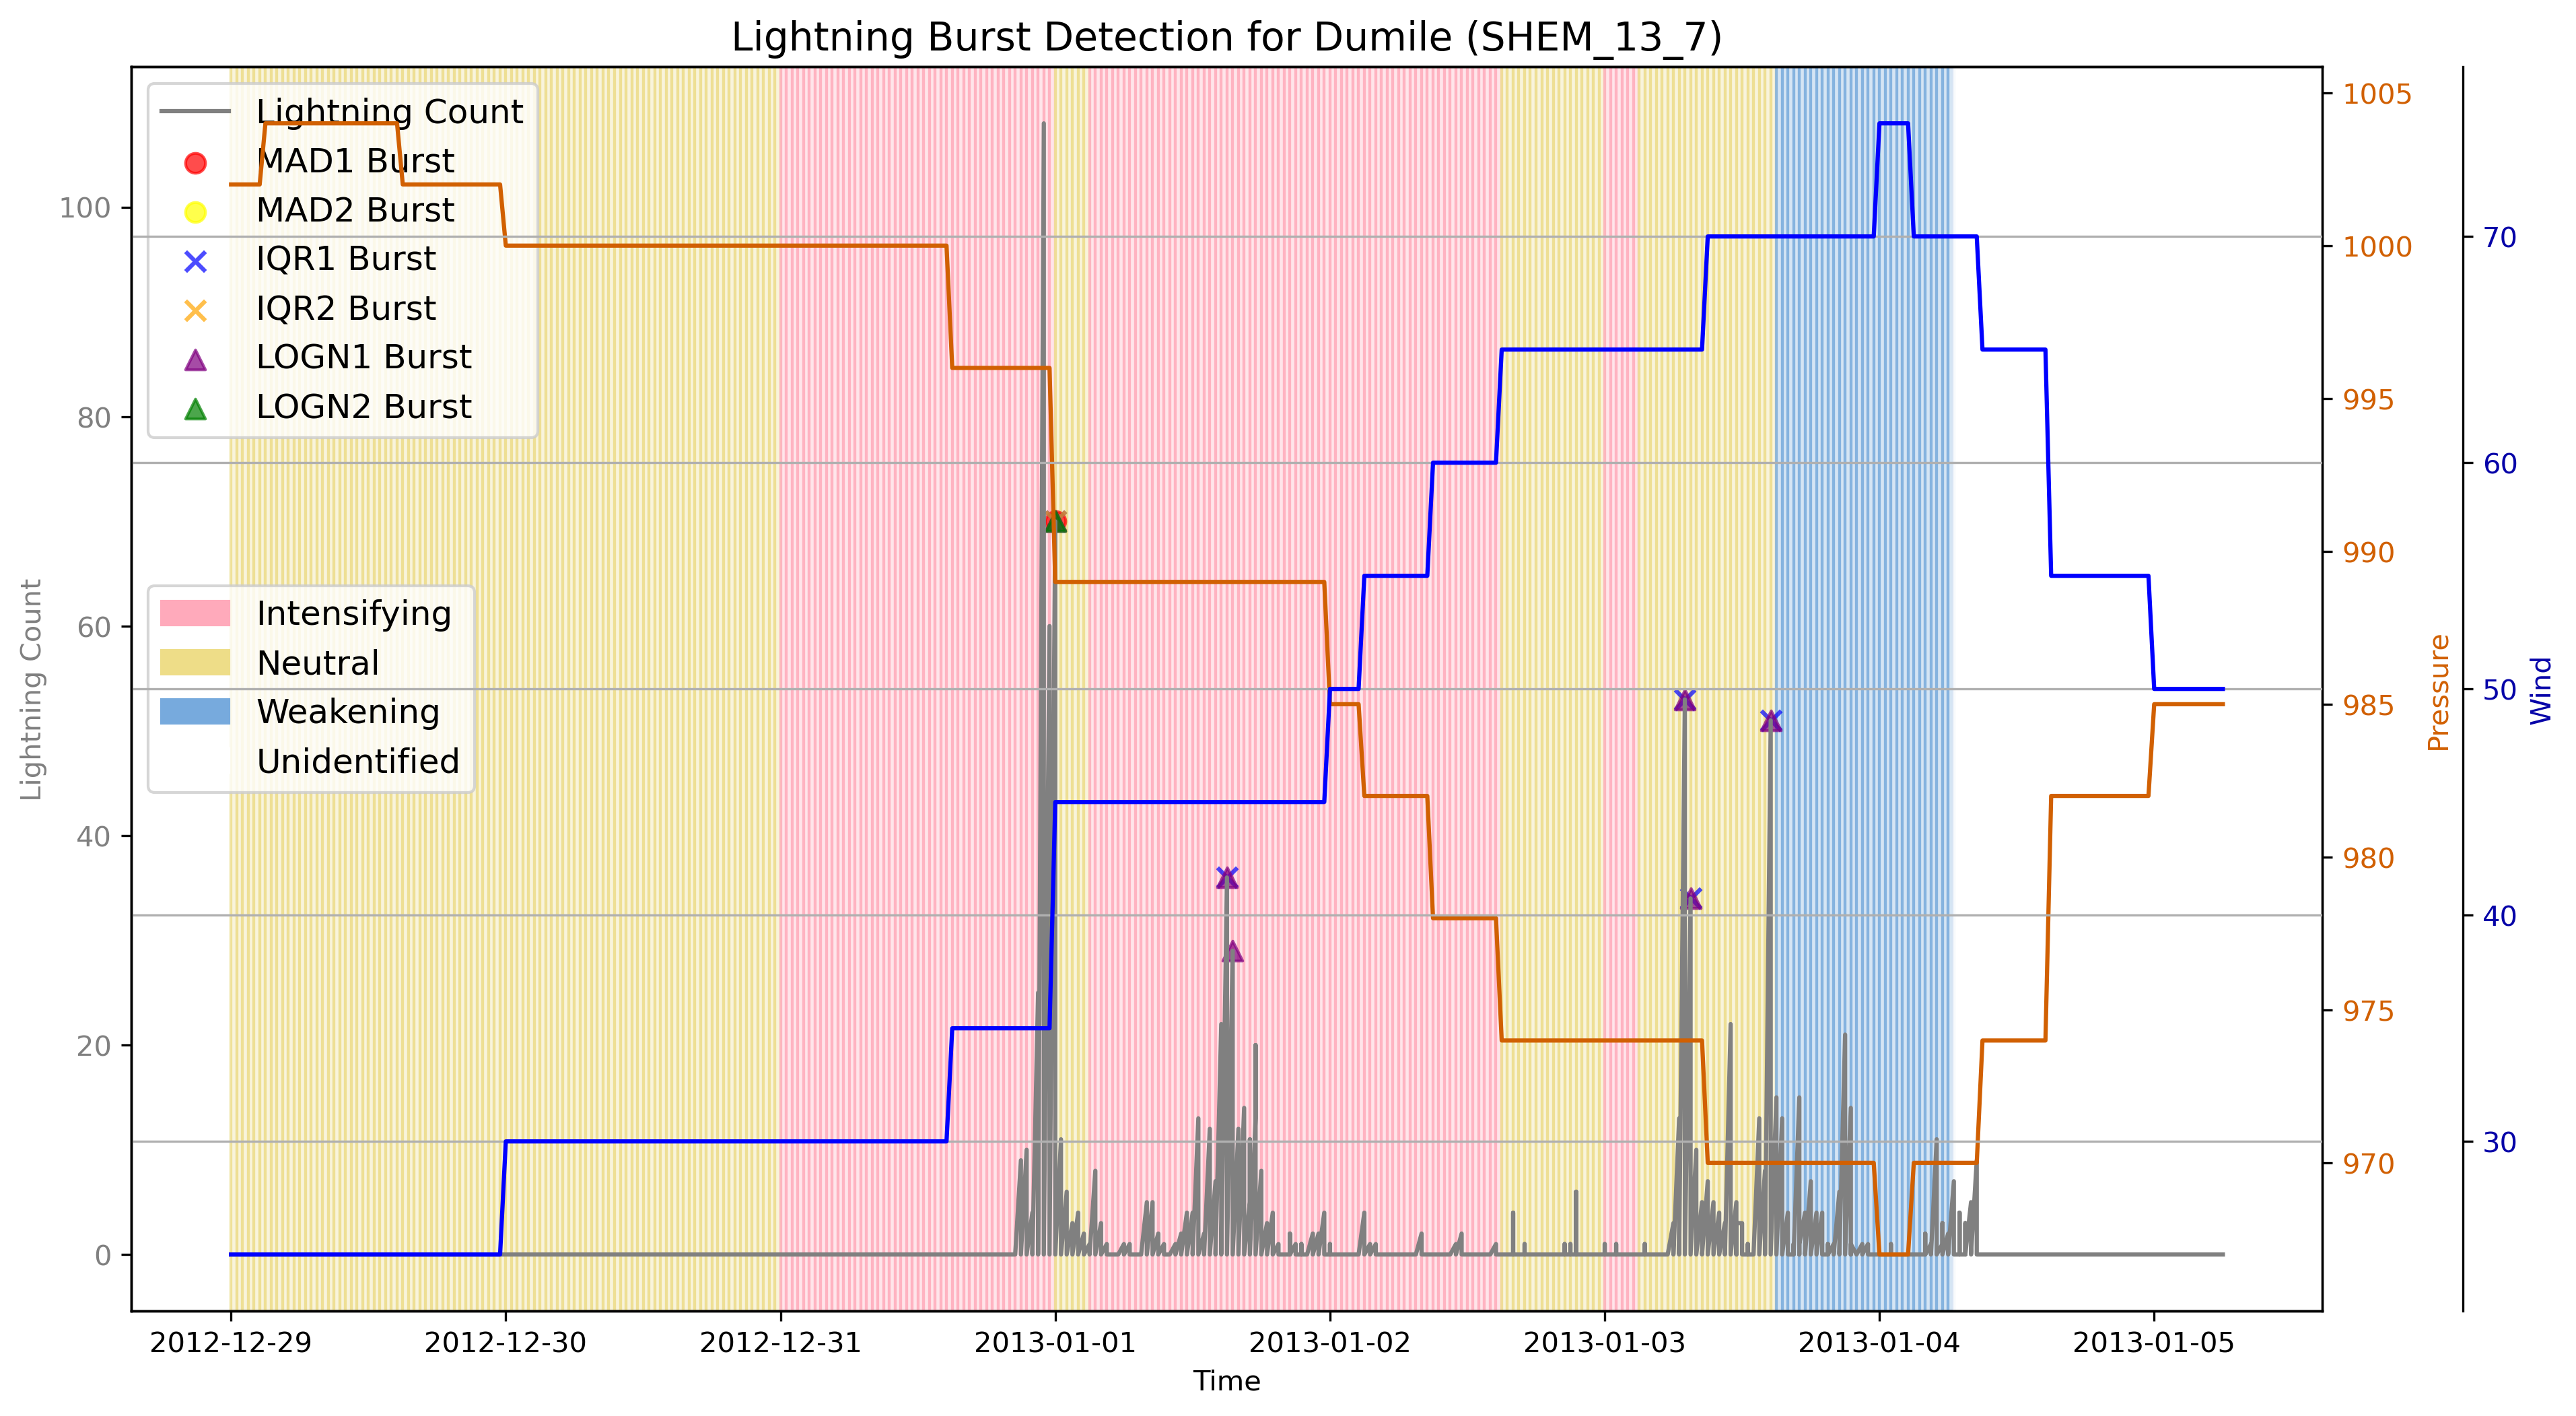 Lightning Burst Detection for Dumile (SHEM_13_7)
Lightning Count
MAD1 Burst
MAD2 Burst
IQR1 Burst
IQR2 Burst
LOGN1 Burst
LOGN2 Burst
Intensifying
Neutral
Weakening
Unidentified
Lightning Count
100
80
60
40
20
0
1005
1000
995
990
985
980
975
970
Pressure
70
60
50
40
30
Wind
2012-12-29 2012-12-30 2012-12-31 2013-01-01 2013-01-02 2013-01-03 2013-01-04 2013-01-05
Time